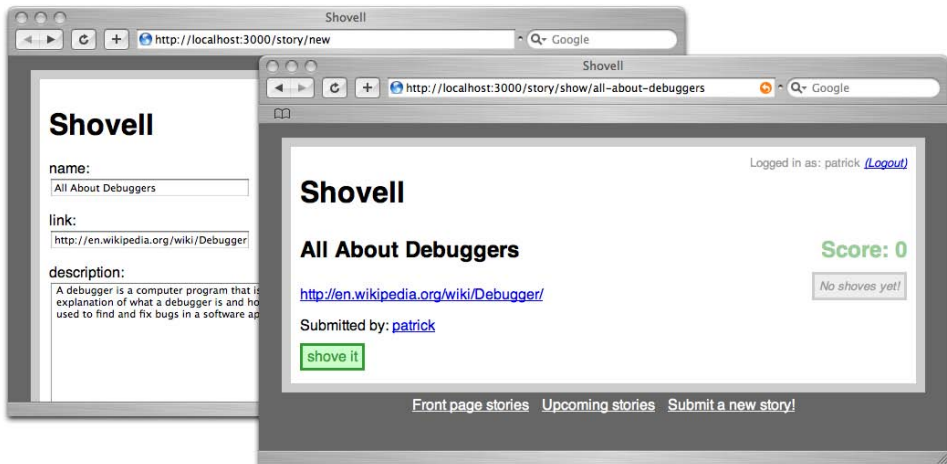 Shovell
http://localhost:3000/story/new
Google
Shovell
name:
All About Debuggers
link:
http://en.wikipedia.org/wiki/Debugger
description:
A debugger is a computer program that is
explanation of what a debugger is and
used to find and fix bugs in a software
Shovell
http://localhost:3000/story/show/all-about-debuggers
Google
Logged in as: patrick (Logout)
Shovell
All About Debuggers
Score: 0
http://en.wikipedia.org/wiki/Debugger/
No shoves yet!
Submitted by: patrick
shove it
Front page stories Upcoming stories Submit a new story!